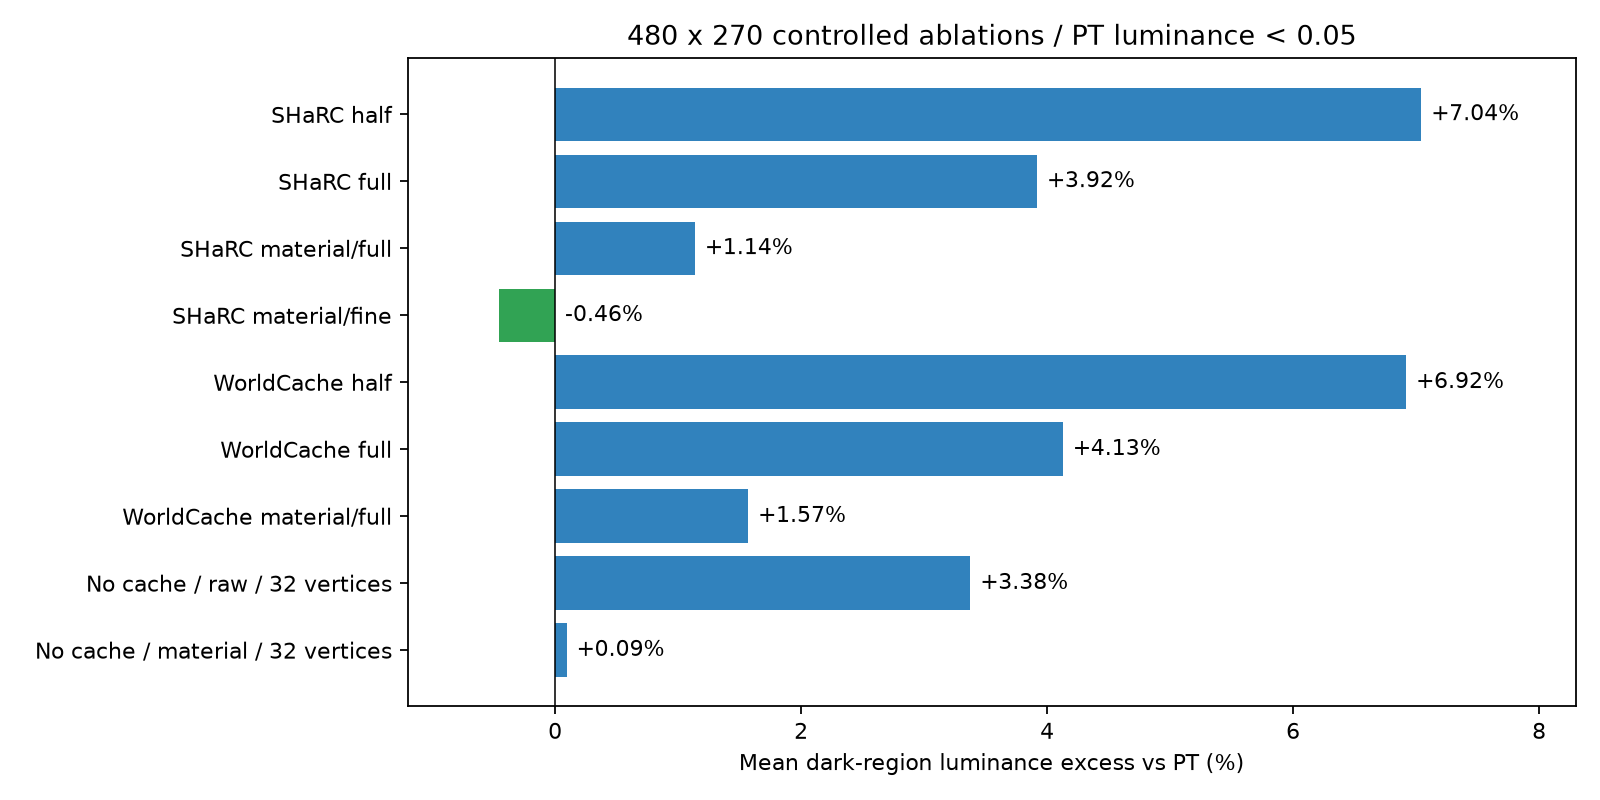 480 x 270 controlled ablations / PT luminance < 0.05
SHaRC half
+7.04%
SHaRC full
+3.92%
SHaRC material/full
+1.14%
SHaRC material/fine
-0.46%
WorldCache half
+6.92%
WorldCache full
+4.13%
WorldCache material/full
+1.57%
No cache / raw / 32 vertices
+3.38%
No cache / material / 32 vertices
+0.09%
0 2 4 6 8
Mean dark-region luminance excess vs PT (%)